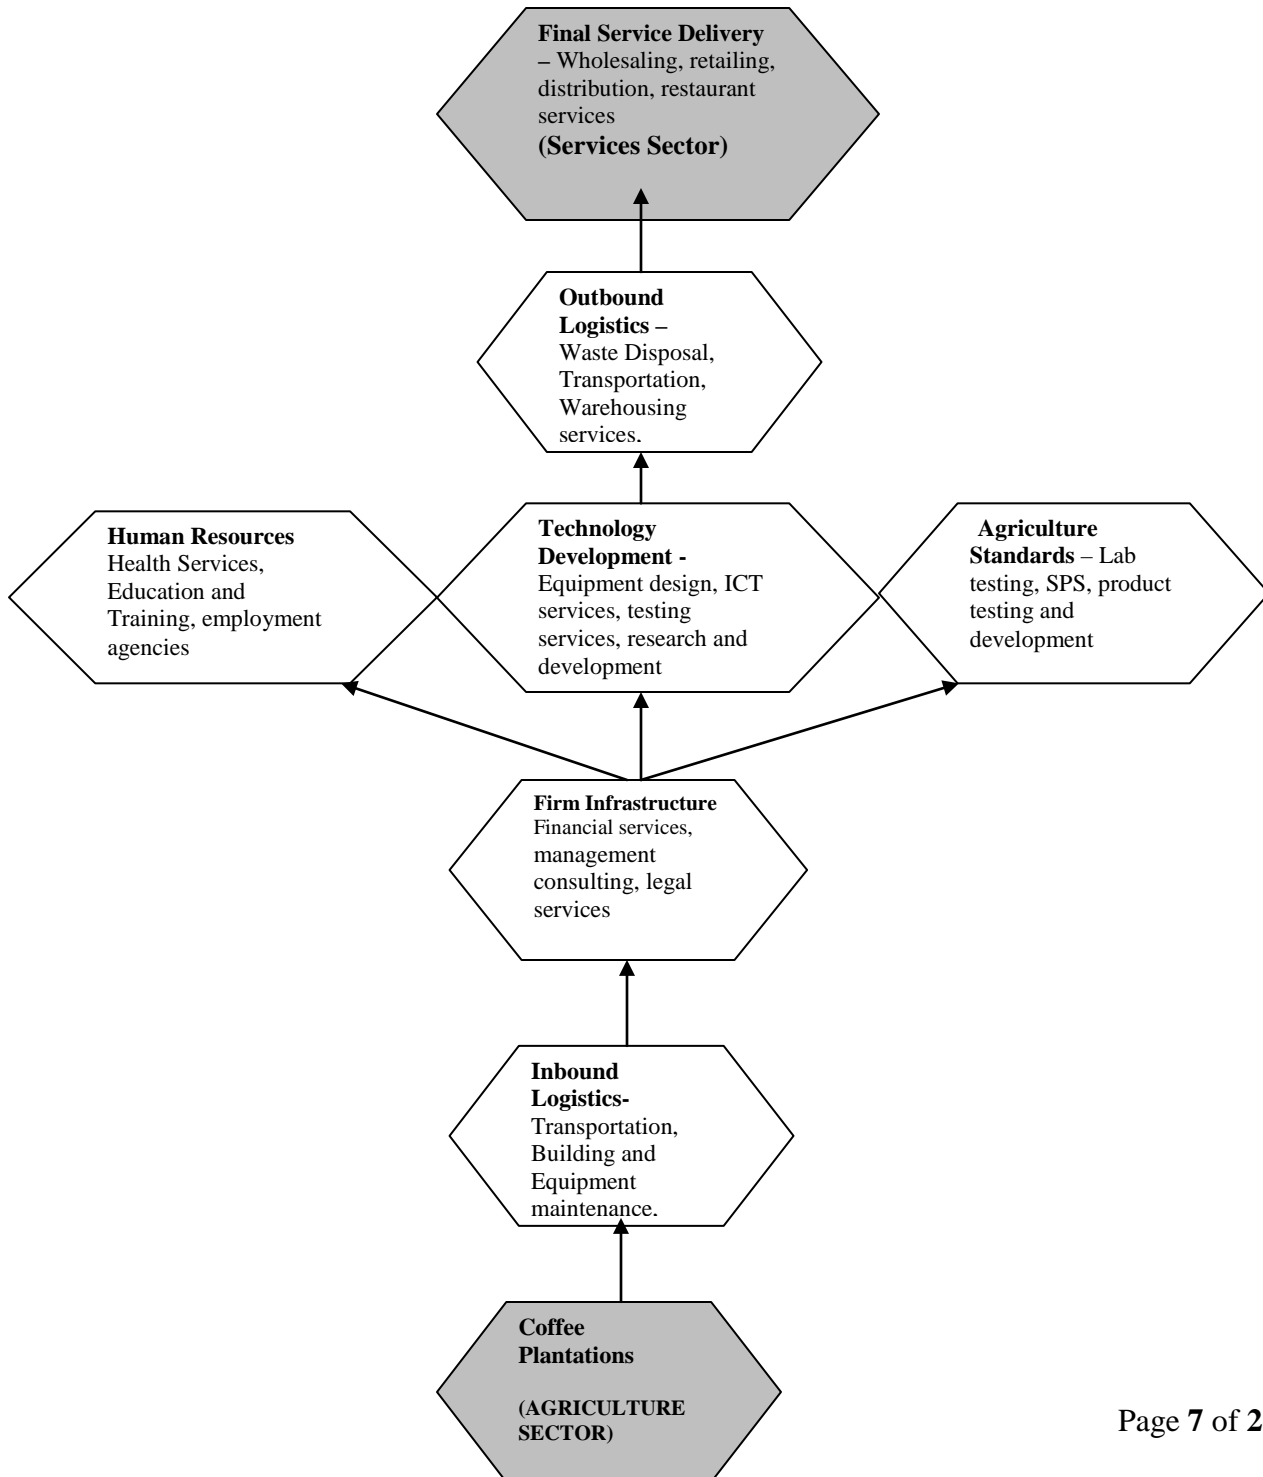 Final Service Delivery
– Wholesaling, retailing,
distribution, restaurant
services
(Services Sector)
Outbound
Logistics –
Waste Disposal,
Transportation,
Warehousing
services.
Human Resources
Health Services,
Education and
Training, employment
agencies
Technology
Development -
Equipment design, ICT
services, testing
services, research and
development
Agriculture
Standards – Lab
testing, SPS, product
testing and
development
Firm Infrastructure
Financial services,
management
consulting, legal
services
Inbound
Logistics-
Transportation,
Building and
Equipment
maintenance.
Coffee
Plantations
(AGRICULTURE
SECTOR)
Page 7 of 2